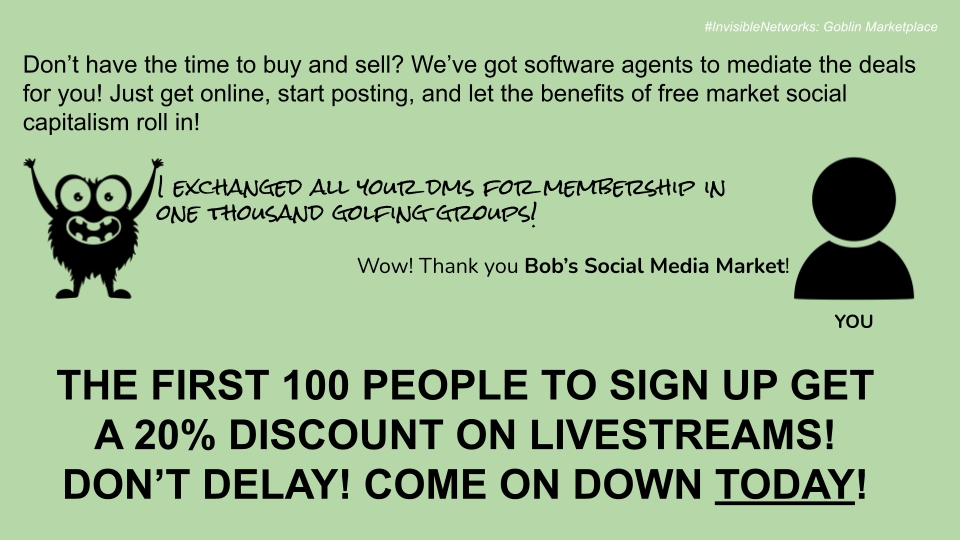 #InvisibleNetworks: Goblin Marketplace
Don’t have the time to buy and sell? We’ve got software agents to mediate the deals
for you! Just get online, start posting, and let the benefits of free market social
capitalism roll in!
I exchanged all your DMs for membership in
one thousand golfing groups!
Wow! Thank you Bob’s Social Media Market!
YOU
THE FIRST 100 PEOPLE TO SIGN UP GET
A 20% DISCOUNT ON LIVESTREAMS!
DON’T DELAY! COME ON DOWN TODAY!